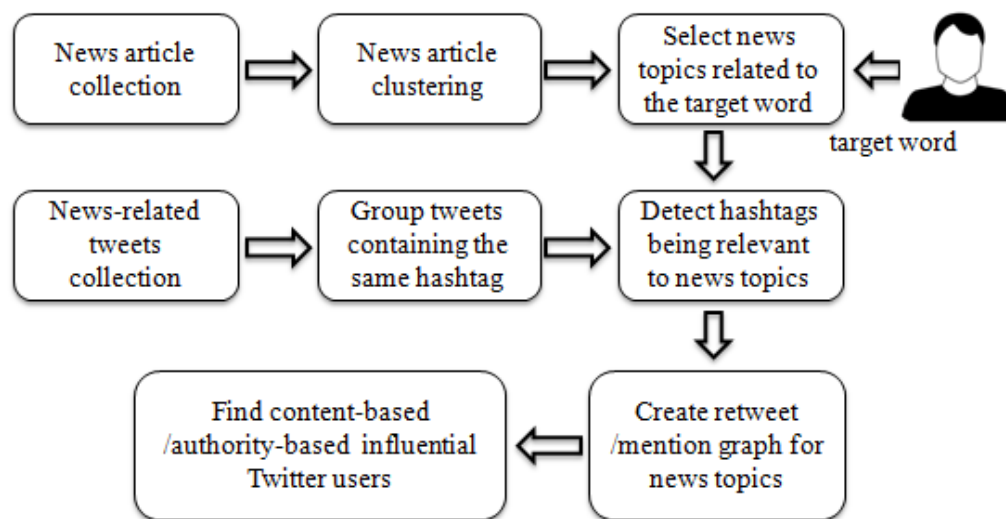 News article
collection
News article
clustering
Select news
topics related to
the target word
target word
News-related
tweets
collection
Group tweets
containing the
same hashtag
Detect hashtags
being relevant
to news topics
Find content-based
/authority-based influential
Twitter users
Create retweet
/mention graph for
news topics